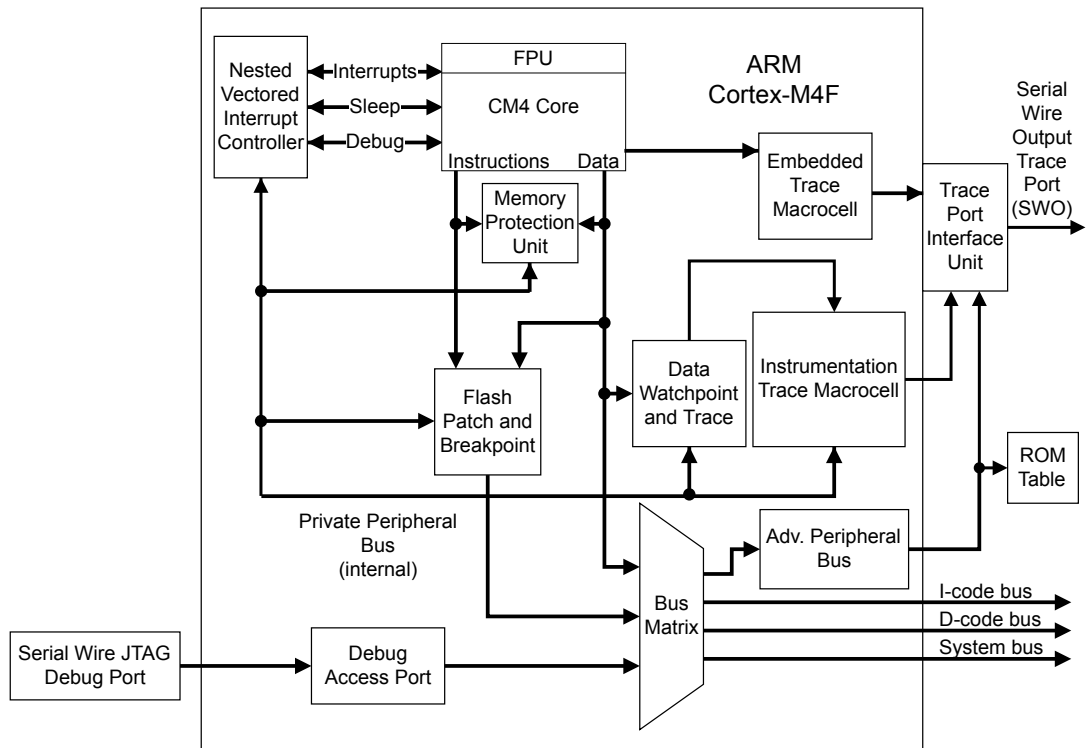 FPU
Nested
Vectored
Interrupt
Controller
Interrupts
Sleep
Debug
CM4 Core
Instructions
Data
ARM
Cortex-M4F
Serial
Wire
Output
Trace
Port
(SWO)
Embedded
Trace
Macrocell
Trace
Port
Interface
Unit
Memory
Protection
Unit
Flash
Patch and
Breakpoint
Data
Watchpoint
and Trace
Instrumentation
Trace Macrocell
ROM
Table
Private Peripheral
Bus
(internal)
Adv. Peripheral
Bus
Bus
Matrix
I-code bus
D-code bus
System bus
Serial Wire JTAG
Debug Port
Debug
Access Port